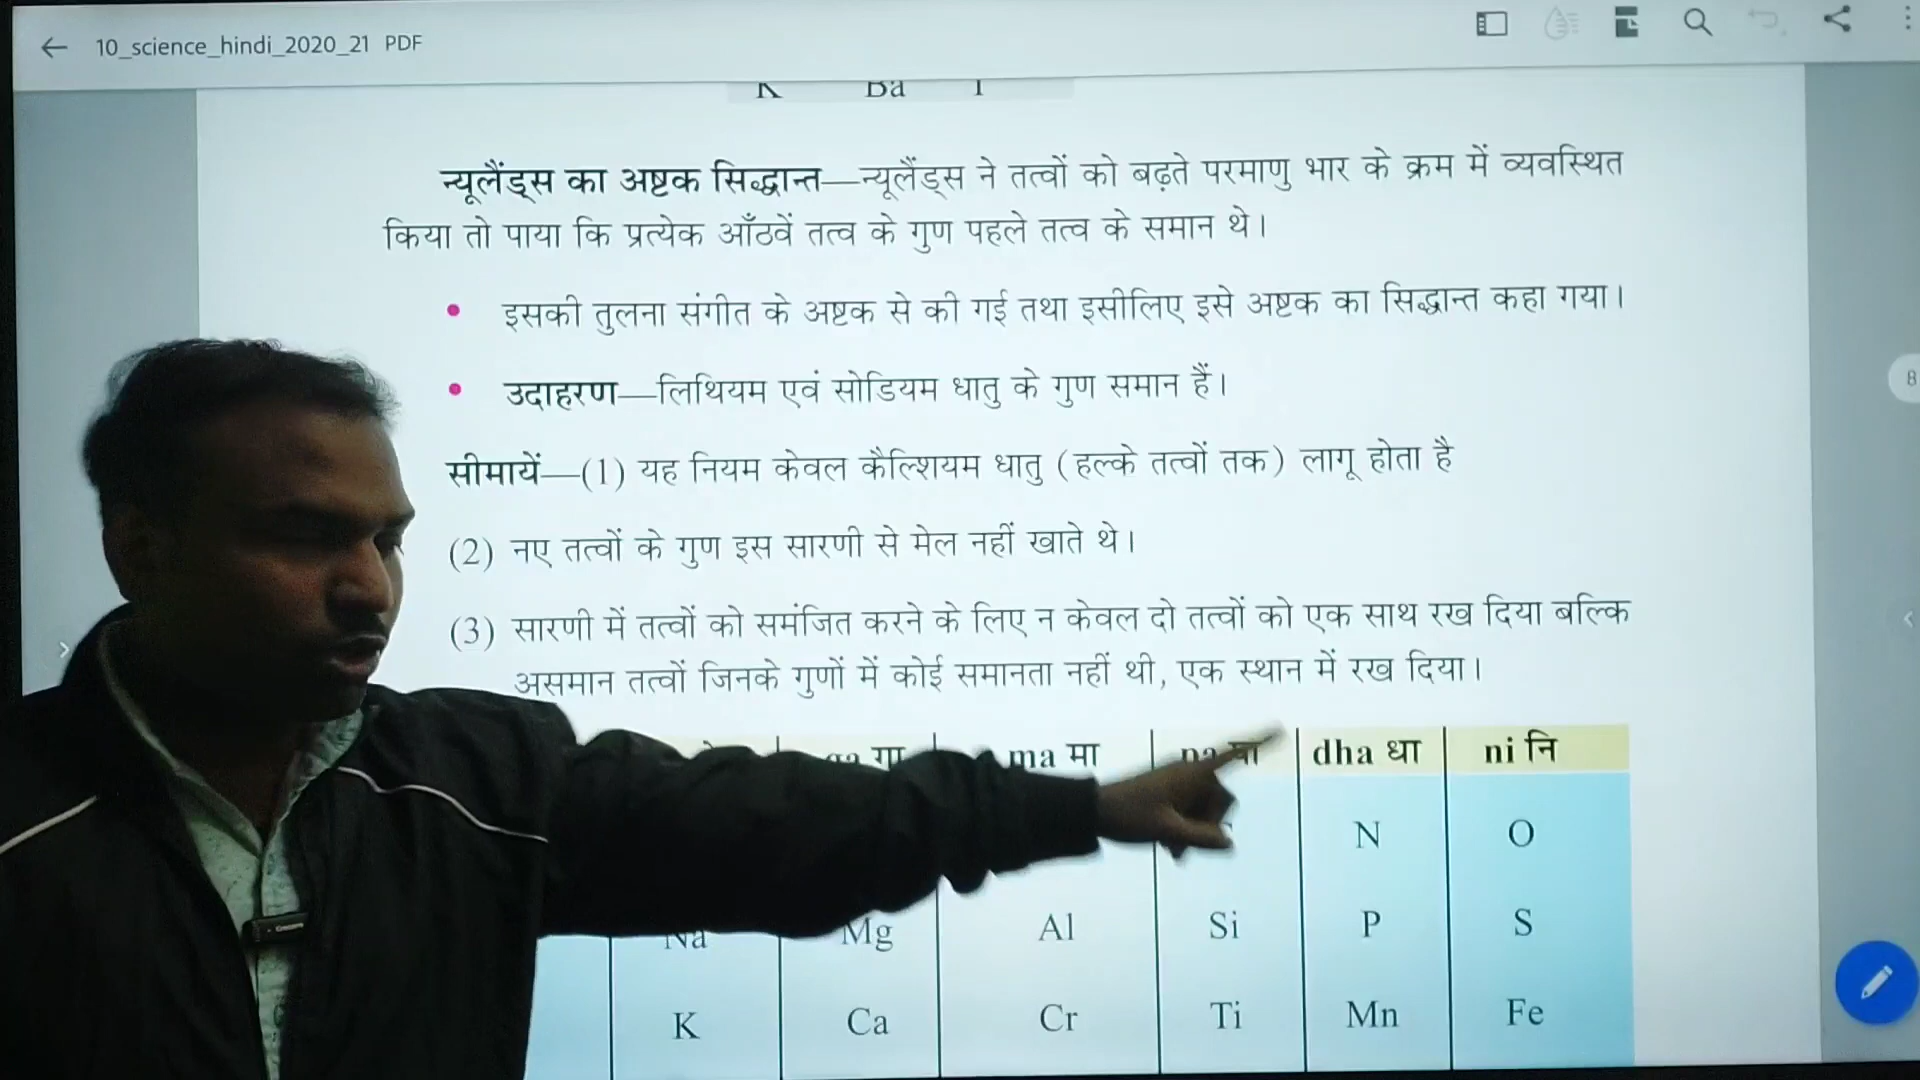 10_science_hindi_2020_21 PDF
K Ba I
न्यूलैंड्स का अष्टक सिद्धान्त—न्यूलैंड्स ने तत्वों को बढ़ते परमाणु भार के क्रम में व्यवस्थित
किया तो पाया कि प्रत्येक आँठवें तत्व के गुण पहले तत्व के समान थे।
• इसकी तुलना संगीत के अष्टक से की गई तथा इसीलिए इसे अष्टक का सिद्धान्त कहा गया।
• उदाहरण—लिथियम एवं सोडियम धातु के गुण समान हैं।
सीमायें—(1) यह नियम केवल कैल्शियम धातु (हल्के तत्वों तक) लागू होता है
(2) नए तत्वों के गुण इस सारणी से मेल नहीं खाते थे।
(3) सारणी में तत्वों को समंजित करने के लिए न केवल दो तत्वों को एक साथ रख दिया बल्कि
असमान तत्वों जिनके गुणों में कोई समानता नहीं थी, एक स्थान में रख दिया।
गा ma मा pa पा dha धा ni नि
N O
Na Mg Al Si P S
K Ca Cr Ti Mn Fe
8